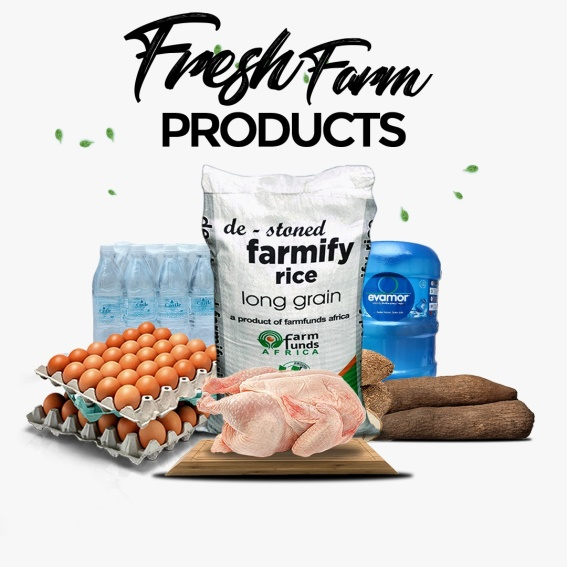 Fresh Farm
PRODUCTS
de - stoned
farmify
rice
long grain
a product of farmfunds africa
Farm
funds
AFRICA
evamor